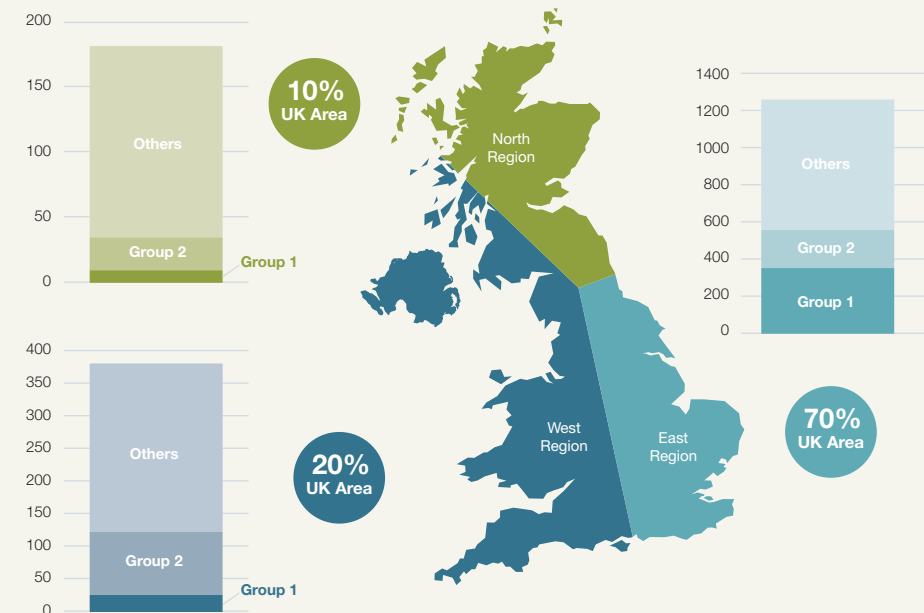 200
150
100
50
0
Others
Group 2
Group 1
10%
UK Area
North
Region
1400
1200
1000
800
600
400
200
0
Others
Group 2
Group 1
400
350
300
250
200
150
100
50
0
Others
Group 2
Group 1
20%
UK Area
West
Region
East
Region
70%
UK Area